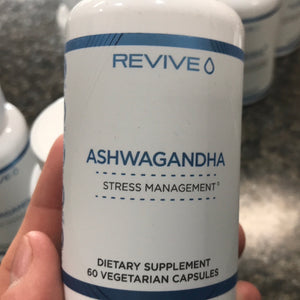 REVIVE
ASHWAGANDHA
STRESS MANAGEMENT
DIETARY SUPPLEMENT
60 VEGETARIAN CAPSULES